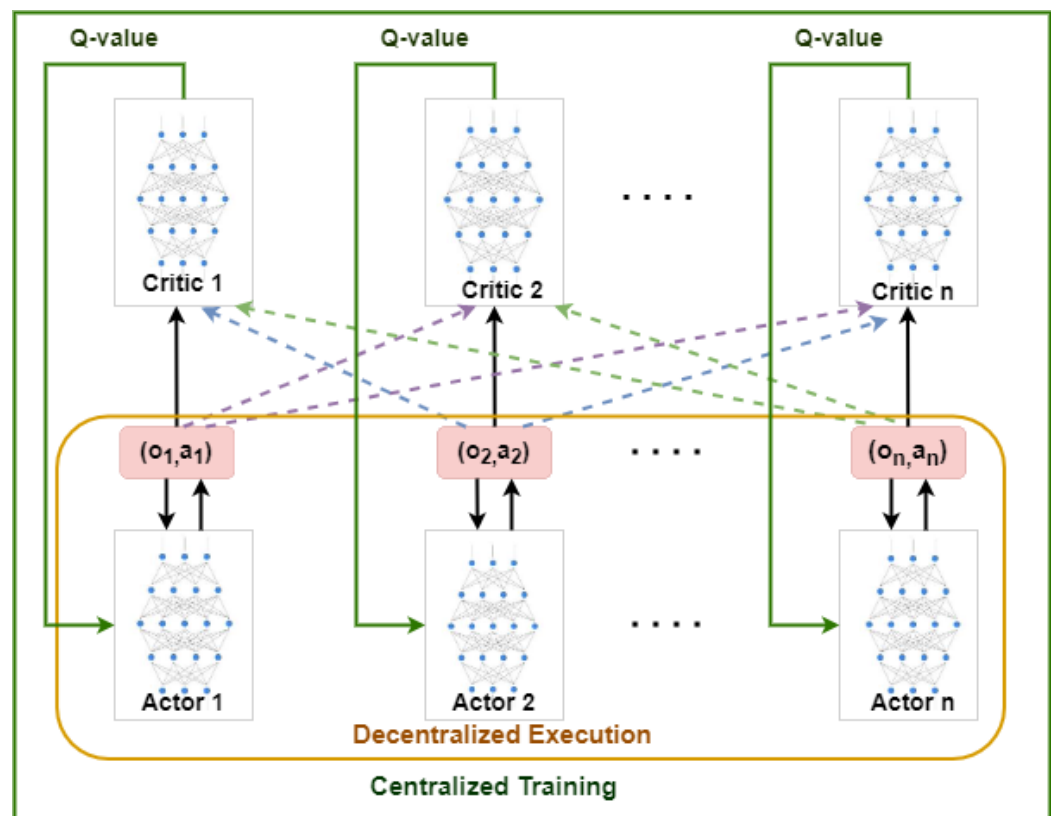 Q-value Q-value Q-value
. . . . 
Critic 1 Critic 2 Critic n
(o₁,a₁) (o₂,a₂) . . . . (oₙ,aₙ)
. . . .
Actor 1 Actor 2 Actor n
Decentralized Execution
Centralized Training